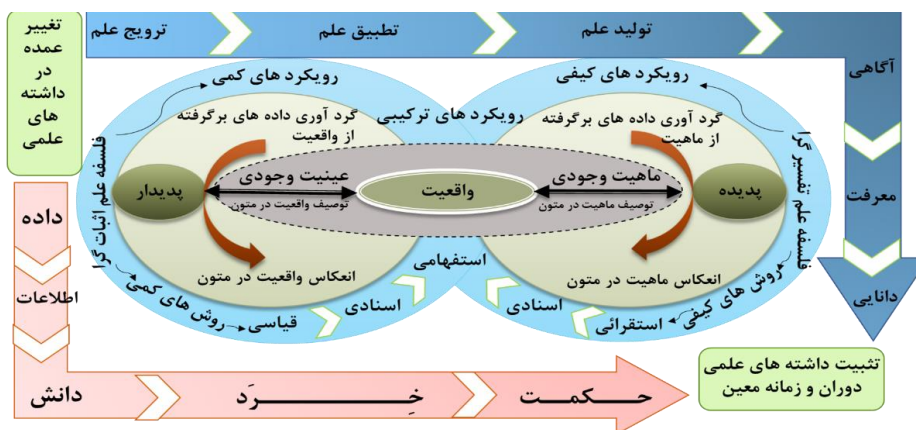 تغییر
عمده
در
داشته
های
علمی
تولید علم
تطبیق علم
ترویج علم
آگاهی
معرفت
دانایی
رویکرد های کیفی
رویکرد های ترکیبی
رویکرد های کمی
گرد آوری داده های برگرفته
از ماهیت
گرد آوری داده های برگرفته
از واقعیت
فلسفه علم تفسیر گرا
فلسفه علم اثبات گرا
پدیده
ماهیت وجودی
توصیف ماهیت در متون
واقعیت
عینیت وجودی
توصیف واقعیت در متون
پدیدار
انعکاس ماهیت در متون
انعکاس واقعیت در متون
روش های کیفی
استقرائی
اسنادی
استفهامی
اسنادی
قیاسی
روش های کمی
داده
اطلاعات
دانش
خِـــــــــــرَد
حـــکمـــت
تثبیت داشته های علمی
دوران و زمانه معین